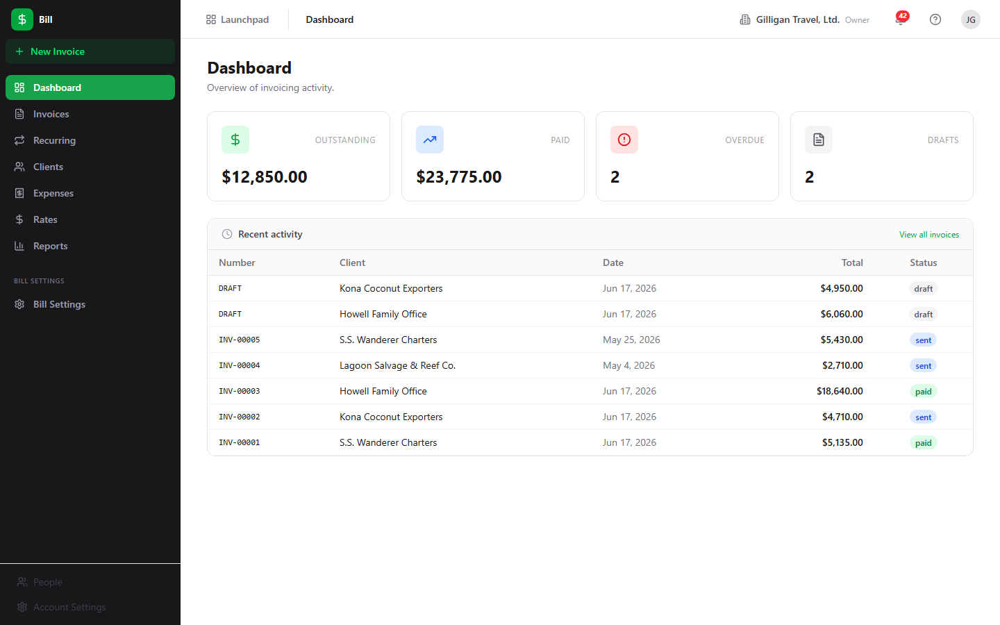 Bill
New Invoice
Dashboard
Invoices
Recurring
Clients
Expenses
Rates
Reports
BILL SETTINGS
Bill Settings
People
Account Settings
Launchpad
Dashboard
Gilligan Travel, Ltd. Owner
42
JG
Dashboard
Overview of invoicing activity.
OUTSTANDING
$12,850.00
PAID
$23,775.00
OVERDUE
2
DRAFTS
2
Recent activity
View all invoices
Number Client Date Total Status
DRAFT Kona Coconut Exporters Jun 17, 2026 $4,950.00 draft
DRAFT Howell Family Office Jun 17, 2026 $6,060.00 draft
INV-00005 S.S. Wanderer Charters May 25, 2026 $5,430.00 sent
INV-00004 Lagoon Salvage & Reef Co. May 4, 2026 $2,710.00 sent
INV-00003 Howell Family Office Jun 17, 2026 $18,640.00 paid
INV-00002 Kona Coconut Exporters Jun 17, 2026 $4,710.00 sent
INV-00001 S.S. Wanderer Charters Jun 17, 2026 $5,135.00 paid